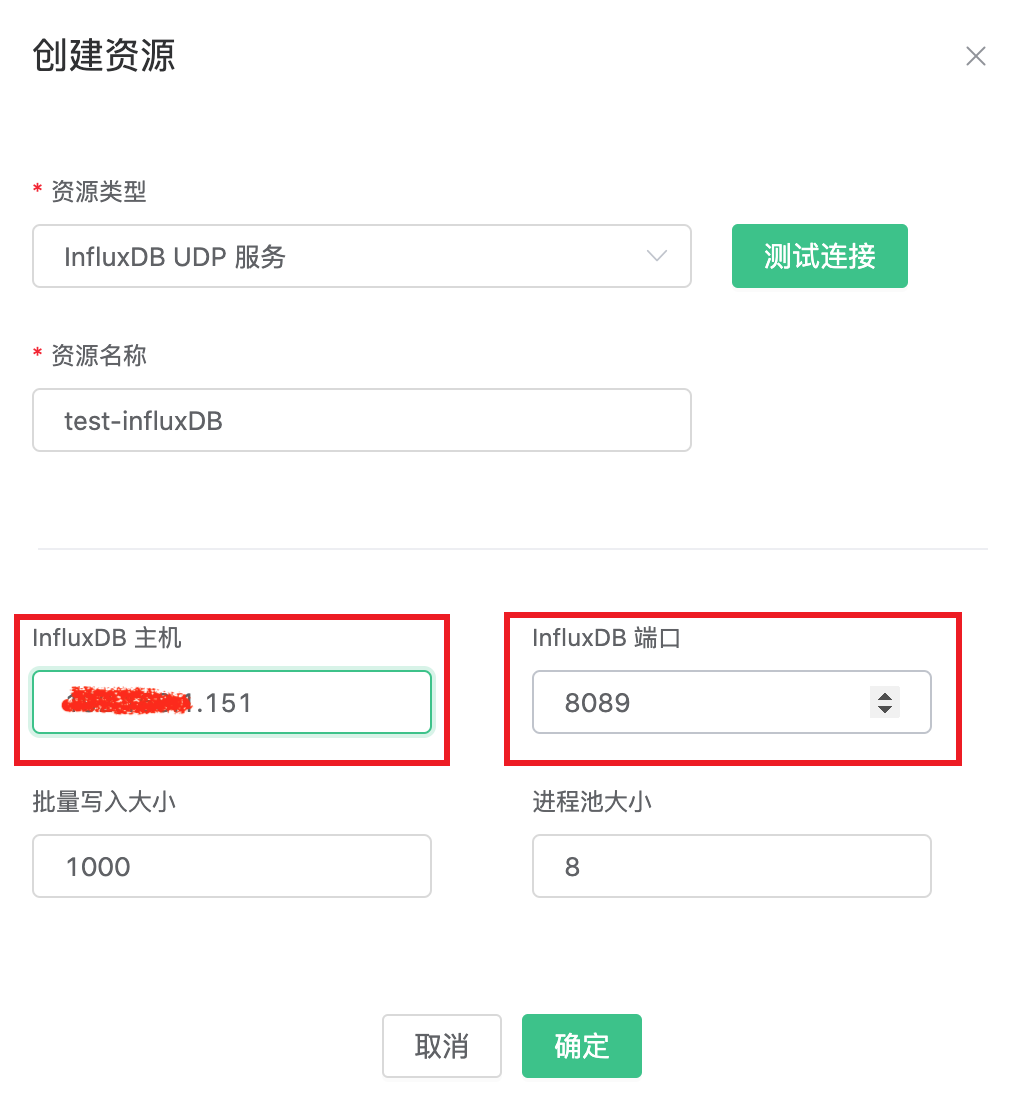 创建资源
* 资源类型
InfluxDB UDP 服务
测试连接
* 资源名称
test-influxDB
InfluxDB 主机
InfluxDB 端口
1.151
8089
批量写入大小
进程池大小
1000
8
取消
确定